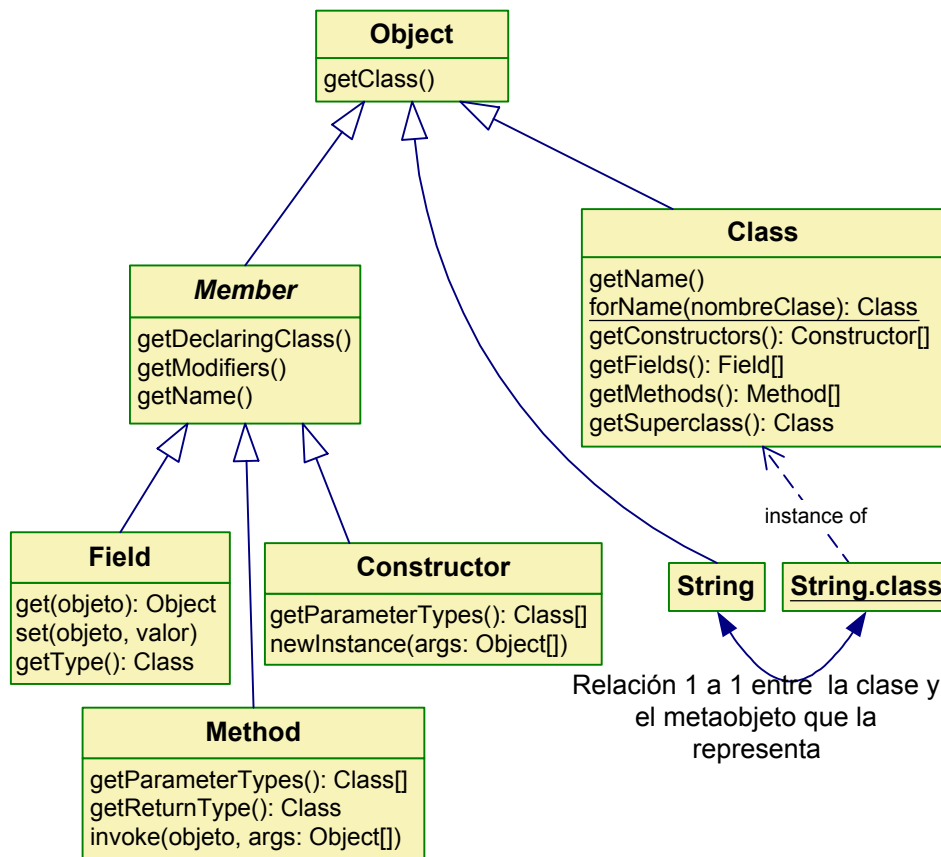 Object
getClass()
Class
getName()
forName(nombreClase): Class
getConstructors(): Constructor[]
getFields(): Field[]
getMethods(): Method[]
getSuperclass(): Class
Member
getDeclaringClass()
getModifiers()
getName()
instance of
Field
get(objeto): Object
set(objeto, valor)
getType(): Class
Constructor
getParameterTypes(): Class[]
newInstance(args: Object[])
String
String.class
Relación 1 a 1 entre la clase y
el metaobjeto que la
representa
Method
getParameterTypes(): Class[]
getReturnType(): Class
invoke(objeto, args: Object[])